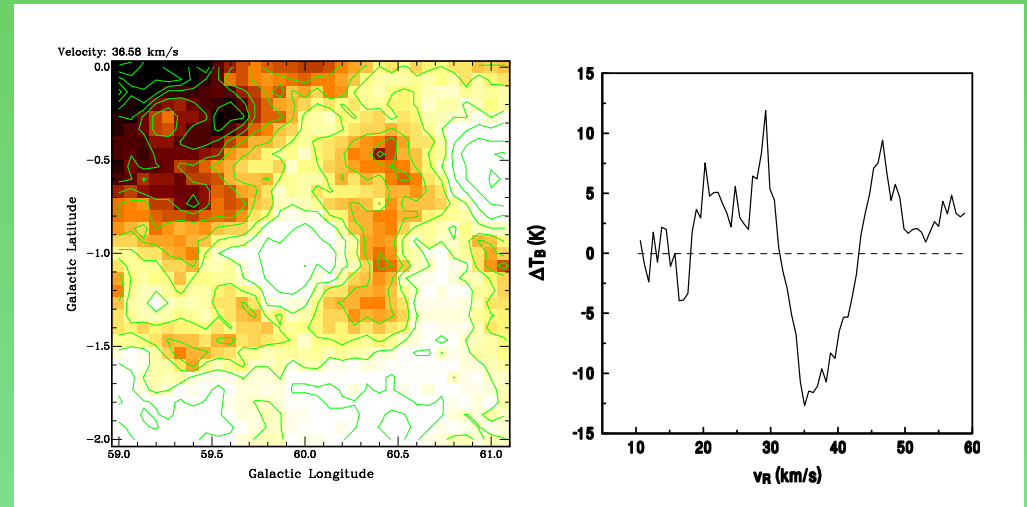 Velocity: 36.58 km/s
0.0
−0.5
−1.0
−1.5
−2.0
Galactic Latitude
59.0 59.5 60.0 60.5 61.0
Galactic Longitude
15
10
5
0
-5
-10
-15
ΔTB (K)
10 20 30 40 50 60
vR (km/s)